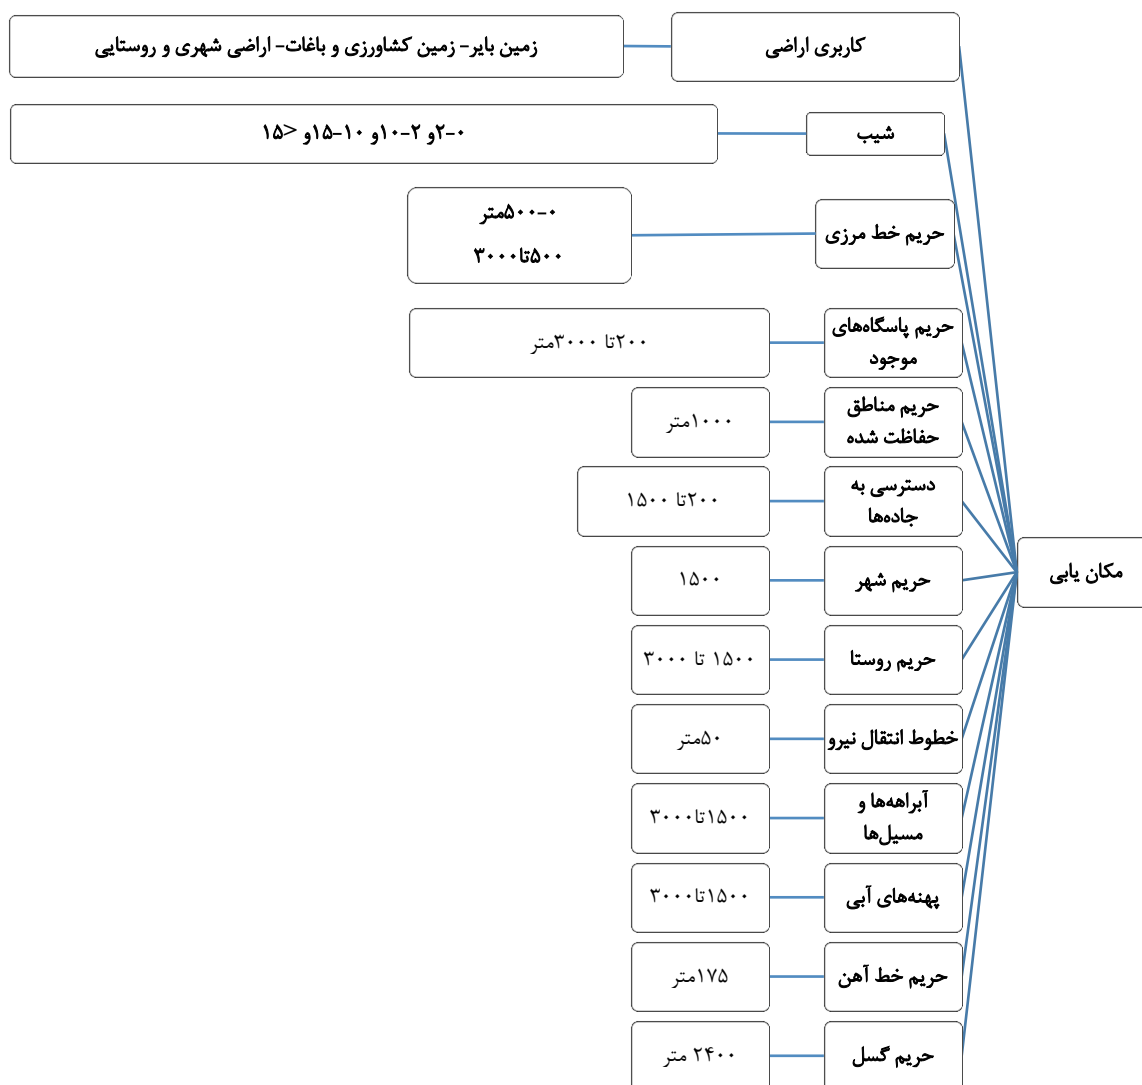 کاربری اراضی
زمین بایر- زمین کشاورزی و باغات- اراضی شهری و روستایی
شیب
۰-۲و ۲-۱۰و ۱۰-۱۵و <۱۵
حریم خط مرزی
۰-۵۰۰متر
۵۰۰تا۳۰۰۰
حریم پاسگاه‌های
موجود
۲۰۰تا ۳۰۰۰متر
حریم مناطق
حفاظت شده
۱۰۰۰متر
دسترسی به
جاده‌ها
۲۰۰تا ۱۵۰۰
مکان یابی
حریم شهر
۱۵۰۰
حریم روستا
۱۵۰۰ تا ۳۰۰۰
خطوط انتقال نیرو
۵۰متر
آبراهه‌ها و
مسیل‌ها
۱۵۰۰تا۳۰۰۰
پهنه‌های آبی
۱۵۰۰تا۳۰۰۰
حریم خط آهن
۱۷۵متر
حریم گسل
۲۴۰۰ متر